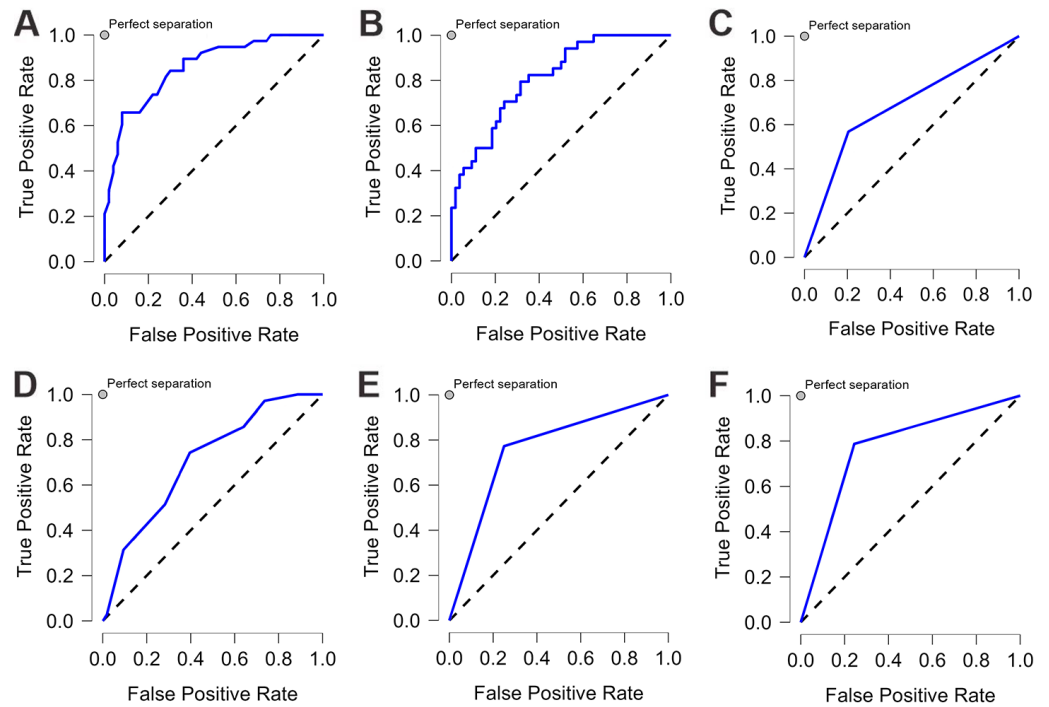 A
Perfect separation
True Positive Rate
1.0
0.8
0.6
0.4
0.2
0.0
0.0 0.2 0.4 0.6 0.8 1.0
False Positive Rate
B
Perfect separation
True Positive Rate
1.0
0.8
0.6
0.4
0.2
0.0
0.0 0.2 0.4 0.6 0.8 1.0
False Positive Rate
C
Perfect separation
True Positive Rate
1.0
0.8
0.6
0.4
0.2
0.0
0.0 0.2 0.4 0.6 0.8 1.0
False Positive Rate
D
Perfect separation
True Positive Rate
1.0
0.8
0.6
0.4
0.2
0.0
0.0 0.2 0.4 0.6 0.8 1.0
False Positive Rate
E
Perfect separation
True Positive Rate
1.0
0.8
0.6
0.4
0.2
0.0
0.0 0.2 0.4 0.6 0.8 1.0
False Positive Rate
F
Perfect separation
True Positive Rate
1.0
0.8
0.6
0.4
0.2
0.0
0.0 0.2 0.4 0.6 0.8 1.0
False Positive Rate